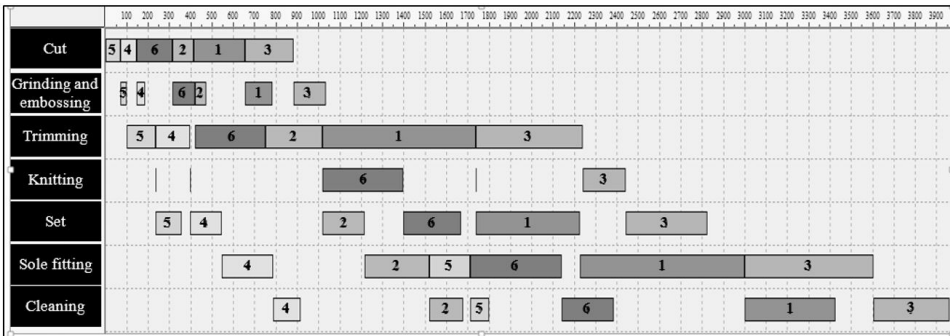 100 200 300 400 500 600 700 800 900 1000 1100 1200 1300 1400 1500 1600 1700 1800 1900 2000 2100 2200 2300 2400 2500 2600 2700 2800 2900 3000 3100 3200 3300 3400 3500 3600 3700 3800 3900
Cut 5 4 6 2 1 3
Grinding and
embossing 5 4 6 2 1 3
Trimming 5 4 6 2 1 3
Knitting 6 3
Set 5 4 2 6 1 3
Sole fitting 4 2 5 6 1 3
Cleaning 4 2 5 6 1 3